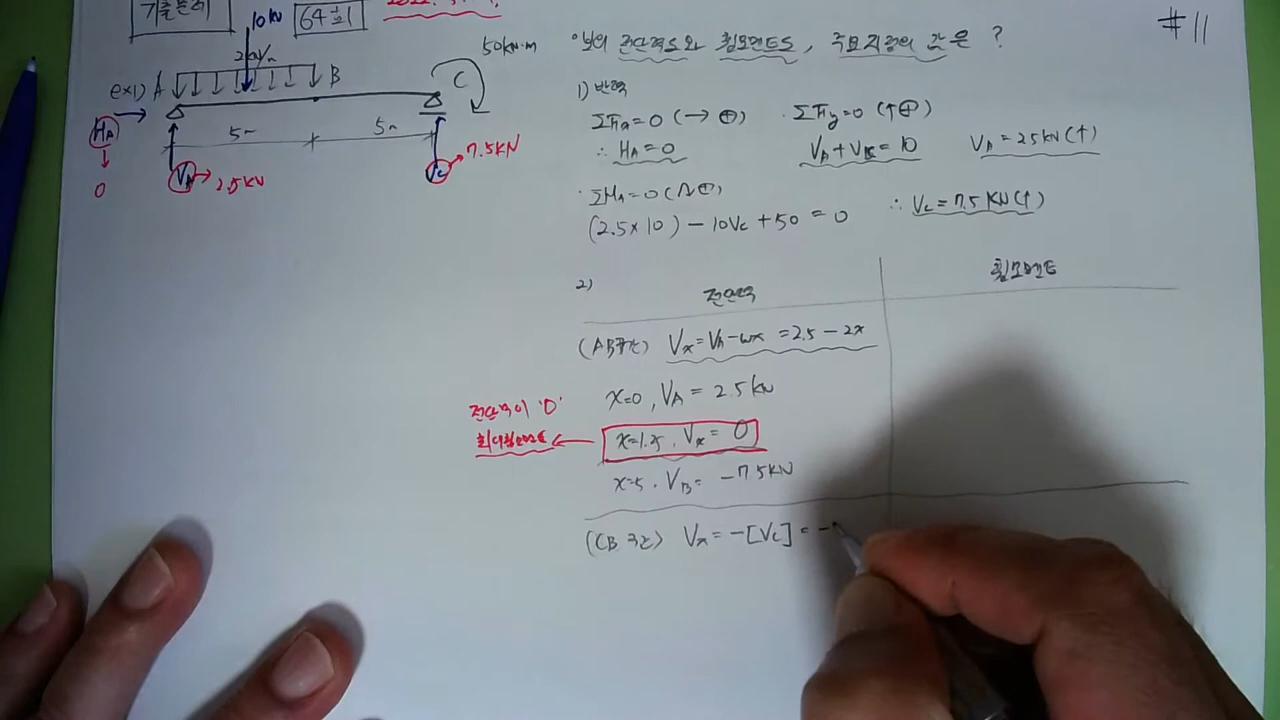 기출문제
64회
#11
보의 전단력도와 휨모멘트도, 주요지점의 값은 ?
ex1) A
10kN
2kN/m
B
50kN·m
C
HA
0
5m
5m
VA → 2.5kN
VC → 7.5kN
1) 반력
ΣFx=0 (→ ⊕)
∴ HA=0
ΣFy=0 (↑⊕)
VA+VC=10
VA=2.5kN(↑)
·ΣMA=0
(2.5×10) - 10Vc +50 = 0
∴ Vc=7.5KN(↑)
2)
전단력
휨모멘트
(AB구간) Vx=VA-wx =2.5-2x
x=0, VA = 2.5kN
x=1.25, Vx= 0
전단력이 '0'
최대휨모멘트
x=5, VB= -7.5kN
(CB 구간) Vx= -[Vc] = -